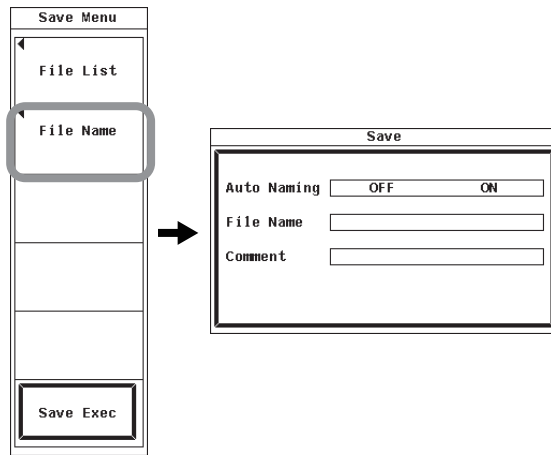 Save Menu
File List
File Name
Save Exec
Save
Auto Naming OFF ON
File Name
Comment